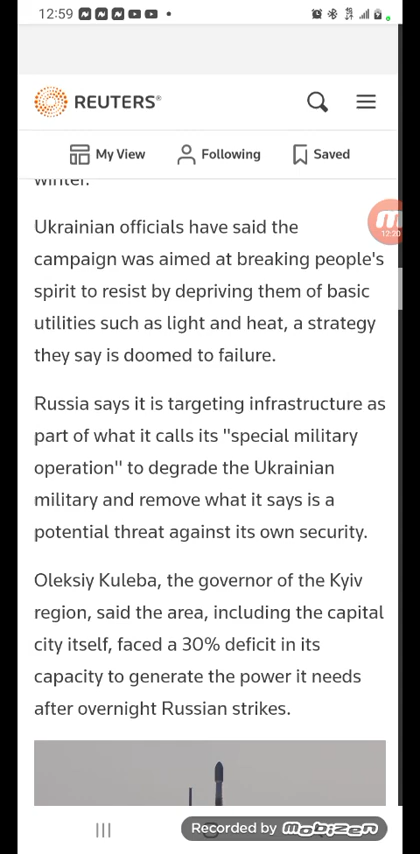 12:59
REUTERS®
My View Following Saved
winter.
12:20
Ukrainian officials have said the
campaign was aimed at breaking people's
spirit to resist by depriving them of basic
utilities such as light and heat, a strategy
they say is doomed to failure.
Russia says it is targeting infrastructure as
part of what it calls its "special military
operation" to degrade the Ukrainian
military and remove what it says is a
potential threat against its own security.
Oleksiy Kuleba, the governor of the Kyiv
region, said the area, including the capital
city itself, faced a 30% deficit in its
capacity to generate the power it needs
after overnight Russian strikes.
Recorded by mobizen